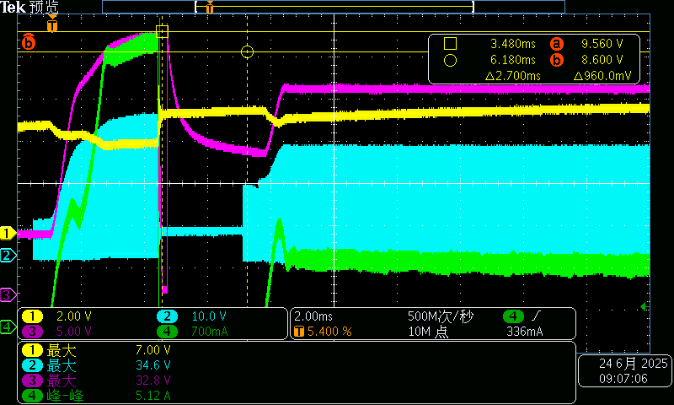 Tek 预览
T
T
b
3.480ms a 9.560 V
6.180ms b 8.600 V
△2.700ms △960.0mV
1
2
3
4
1 2.00 V 2 10.0 V
3 5.00 V 4 700mA
2.00ms 500M次/秒 4
T 5.400 % 10M 点 336mA
1 最大 7.00 V
2 最大 34.6 V
3 最大 32.8 V
4 峰-峰 5.12 A
24 6月 2025
09:07:06